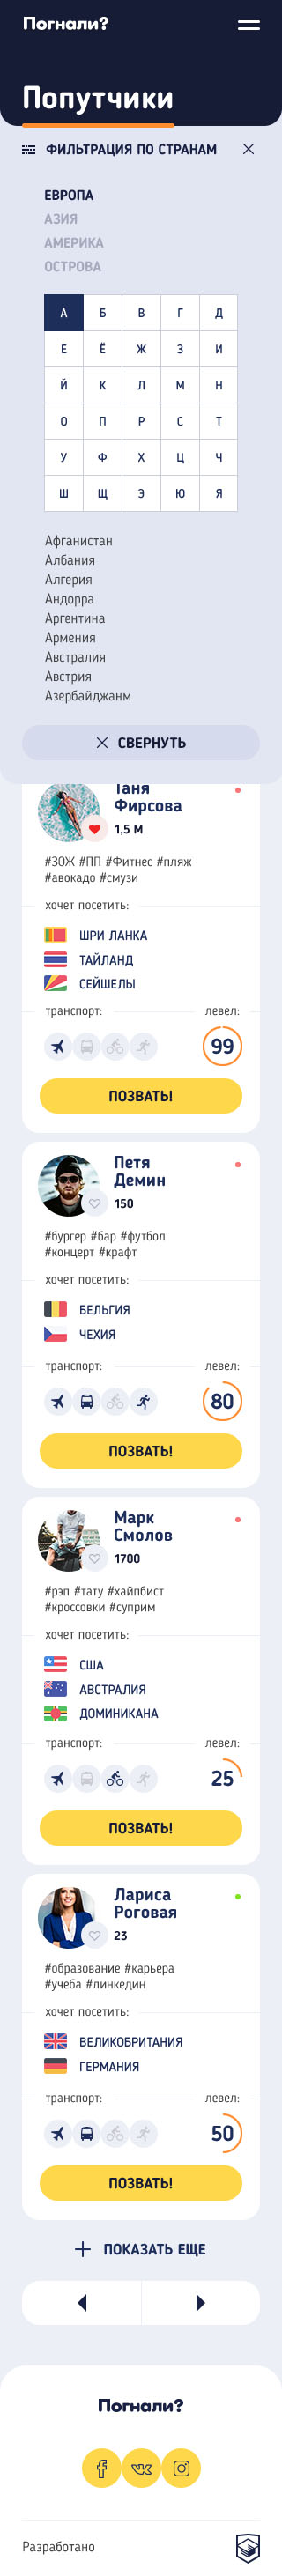 Погнали?
Попутчики
ФИЛЬТРАЦИЯ ПО СТРАНАМ
ЕВРОПА
АЗИЯ
АМЕРИКА
ОСТРОВА
А Б В Г Д
Е Ё Ж З И
Й К Л М Н
О П Р С Т
У Ф Х Ц Ч
Ш Щ Э Ю Я
Афганистан
Албания
Алгерия
Андорра
Аргентина
Армения
Австралия
Австрия
Азербайджанм
СВЕРНУТЬ
Таня
Фирсова
1,5 М
#ЗОЖ #ПП #Фитнес #пляж
#авокадо #смузи
хочет посетить:
ШРИ ЛАНКА
ТАЙЛАНД
СЕЙШЕЛЫ
транспорт: левел:
99
ПОЗВАТЬ!
Петя
Демин
150
#бургер #бар #футбол
#концерт #крафт
хочет посетить:
БЕЛЬГИЯ
ЧЕХИЯ
транспорт: левел:
80
ПОЗВАТЬ!
Марк
Смолов
1700
#рэп #тату #хайпбист
#кроссовки #суприм
хочет посетить:
США
АВСТРАЛИЯ
ДОМИНИКАНА
транспорт: левел:
25
ПОЗВАТЬ!
Лариса
Роговая
23
#образование #карьера
#учеба #линкедин
хочет посетить:
ВЕЛИКОБРИТАНИЯ
ГЕРМАНИЯ
транспорт: левел:
50
ПОЗВАТЬ!
ПОКАЗАТЬ ЕЩЕ
Погнали?
Разработано